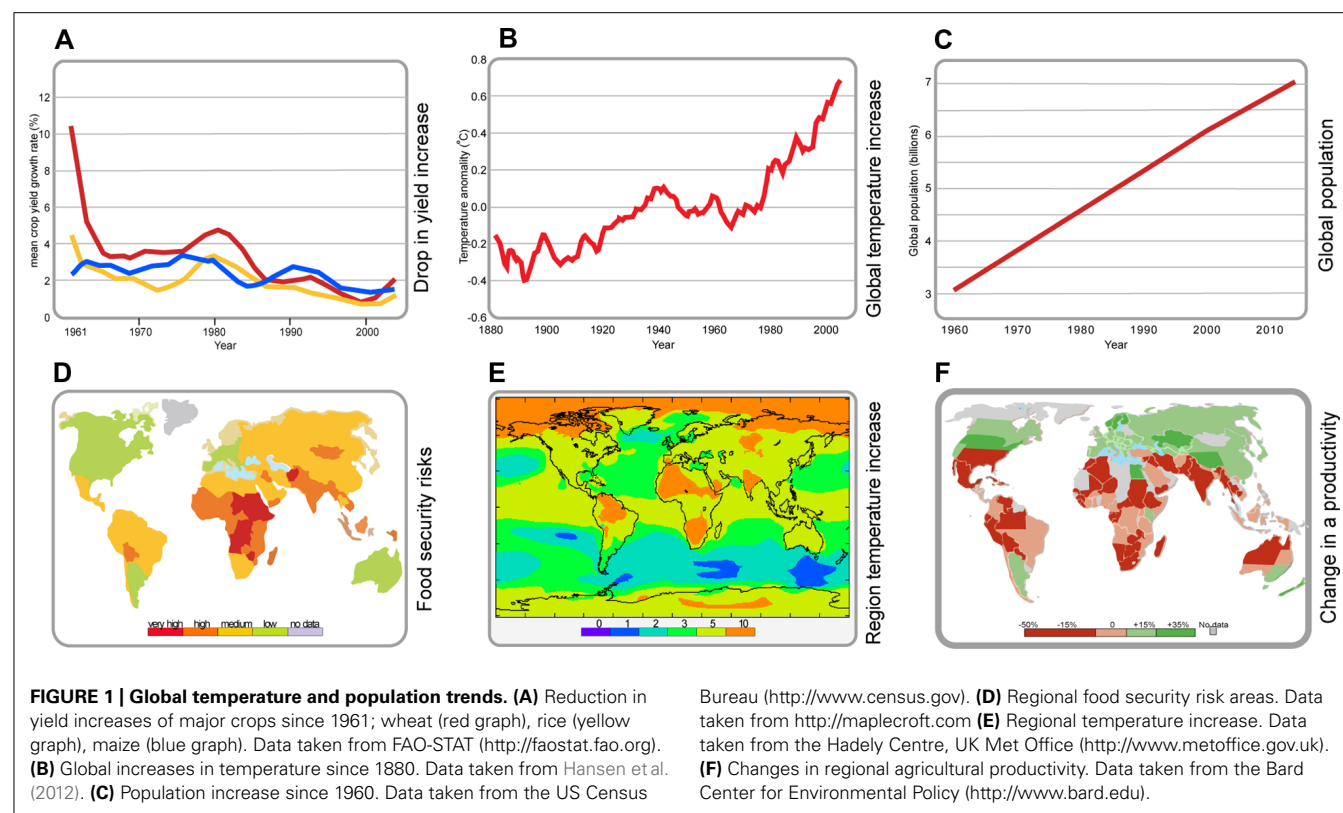 A
mean crop yield growth rate (%)
12
10
8
6
4
2
0
1961 1970 1980 1990 2000
Year
Drop in yield increase
B
Temperature anomality (°C)
0.8
0.6
0.4
0.2
0.0
-0.2
-0.4
-0.6
1880 1900 1920 1940 1960 1980 2000
Year
Global temperature increase
C
Global populaiton (billions)
7
6
5
4
3
1960 1970 1980 1990 2000 2010
Year
Global population
D
very high high medium low no data
Food security risks
E
0 1 2 3 5 10
Region temperature increase
F
-50% -15% 0 +15% +35% No data
Change in a productivity
FIGURE 1 | Global temperature and population trends. (A) Reduction in
yield increases of major crops since 1961; wheat (red graph), rice (yellow
graph), maize (blue graph). Data taken from FAO-STAT (http://faostat.fao.org).
(B) Global increases in temperature since 1880. Data taken from Hansen et al.
(2012). (C) Population increase since 1960. Data taken from the US Census
Bureau (http://www.census.gov). (D) Regional food security risk areas. Data
taken from http://maplecroft.com (E) Regional temperature increase. Data
taken from the Hadely Centre, UK Met Office (http://www.metoffice.gov.uk).
(F) Changes in regional agricultural productivity. Data taken from the Bard
Center for Environmental Policy (http://www.bard.edu).